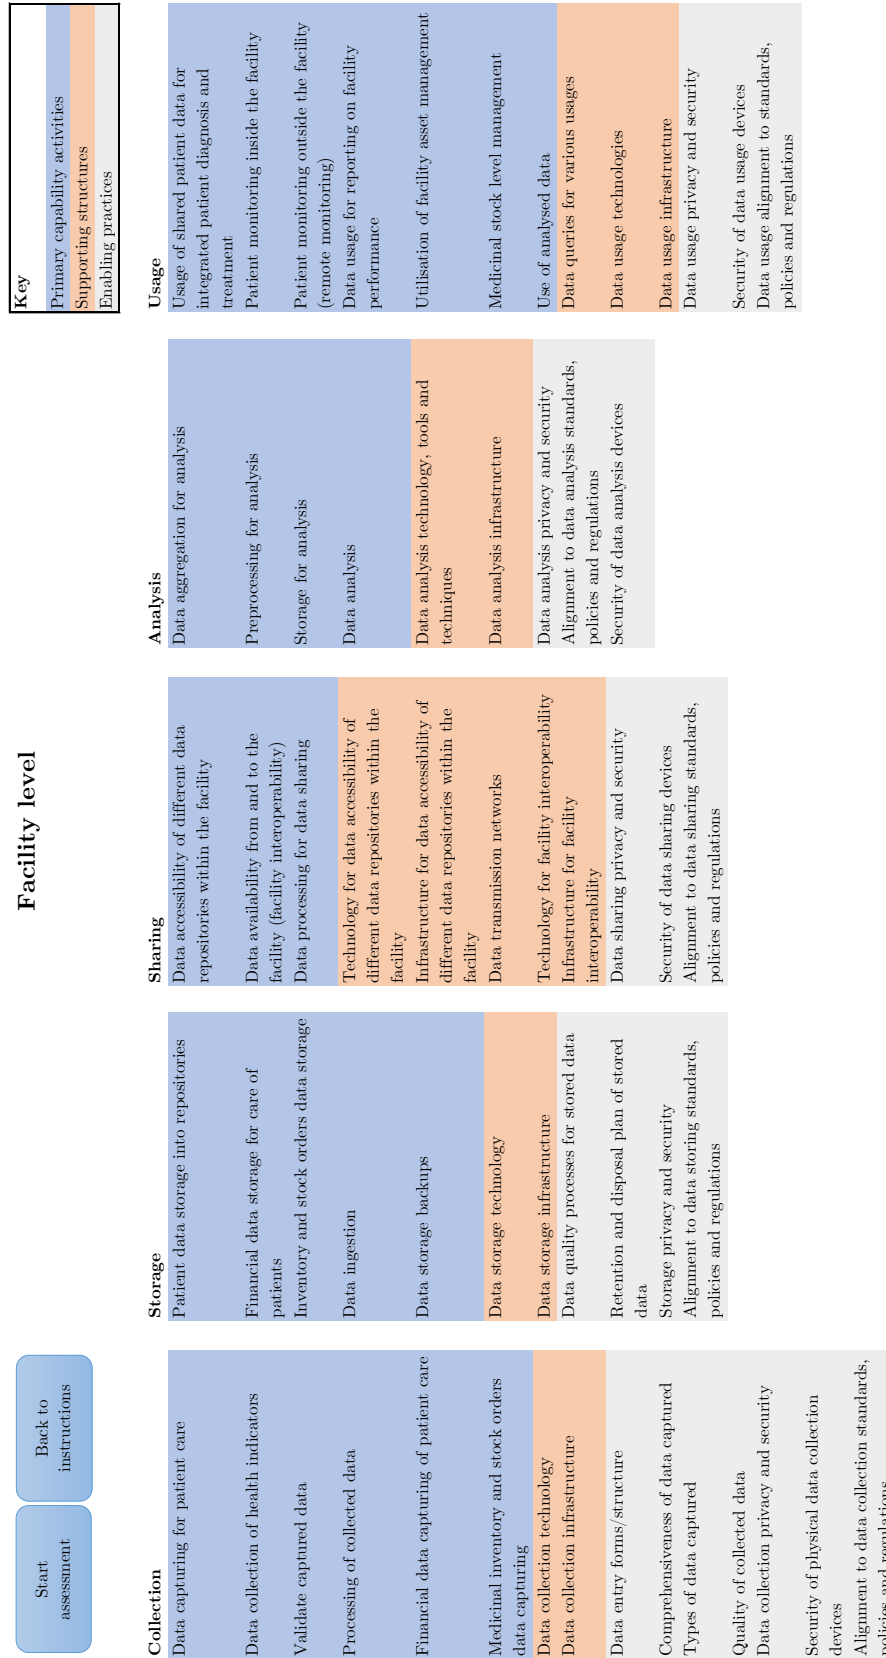 Start
assessment
Back to
instructions
Facility level
Key
Primary capability activities
Supporting structures
Enabling practices
Collection
Data capturing for patient care
Data collection of health indicators
Validate captured data
Processing of collected data
Financial data capturing of patient care
Medicinal inventory and stock orders
data capturing
Data collection technology
Data collection infrastructure
Data entry forms/structure
Comprehensiveness of data captured
Types of data captured
Quality of collected data
Data collection privacy and security
Security of physical data collection
devices
Alignment to data collection standards,
policies and regulations
Storage
Patient data storage into repositories
Financial data storage for care of
patients
Inventory and stock orders data storage
Data ingestion
Data storage backups
Data storage technology
Data storage infrastructure
Data quality processes for stored data
Retention and disposal plan of stored
data
Storage privacy and security
Alignment to data storing standards,
policies and regulations
Sharing
Data accessibility of different data
repositories within the facility
Data availability from and to the
facility (facility interoperability)
Data processing for data sharing
Technology for data accessibility of
different data repositories within the
facility
Infrastructure for data accessibility of
different data repositories within the
facility
Data transmission networks
Technology for facility interoperability
Infrastructure for facility
interoperability
Data sharing privacy and security
Security of data sharing devices
Alignment to data sharing standards,
policies and regulations
Analysis
Data aggregation for analysis
Preprocessing for analysis
Storage for analysis
Data analysis
Data analysis technology, tools and
techniques
Data analysis infrastructure
Data analysis privacy and security
Alignment to data analysis standards,
policies and regulations
Security of data analysis devices
Usage
Usage of shared patient data for
integrated patient diagnosis and
treatment
Patient monitoring inside the facility
Patient monitoring outside the facility
(remote monitoring)
Data usage for reporting on facility
performance
Utilisation of facility asset management
Medicinal stock level management
Use of analysed data
Data queries for various usages
Data usage technologies
Data usage infrastructure
Data usage privacy and security
Security of data usage devices
Data usage alignment to standards,
policies and regulations